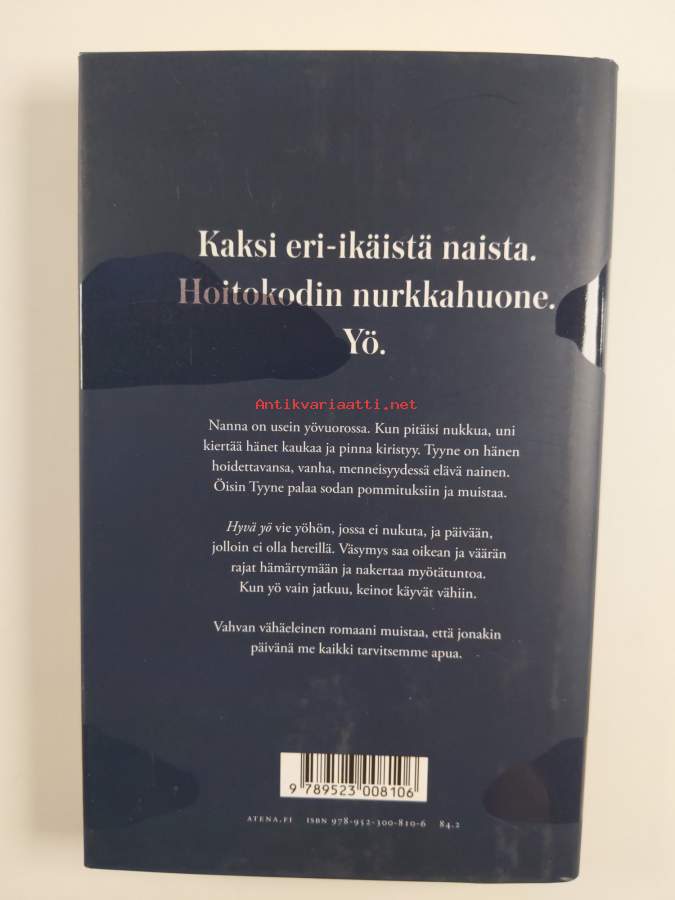 Kaksi eri-ikäistä naista.
Hoitokodin nurkkahuone.
Yö.
Antikvariaatti.net
Nanna on usein yövuorossa. Kun pitäisi nukkua, uni
kiertää hänet kaukaa ja pinna kiristyy. Tyyne on hänen
hoidettavansa, vanha, menneisyydessä elävä nainen.
Öisin Tyyne palaa sodan pommituksiin ja muistaa.
Hyvä yö vie yöhön, jossa ei nukuta, ja päivään,
jolloin ei olla hereillä. Väsymys saa oikean ja väärän
rajat hämärtymään ja nakertaa myötätuntoa.
Kun yö vain jatkuu, keinot käyvät vähiin.
Vahvan vähäeleinen romaani muistaa, että jonakin
päivänä me kaikki tarvitsemme apua.
9 789523 008106
ATENA.FI ISBN 978-952-300-810-6 84.2